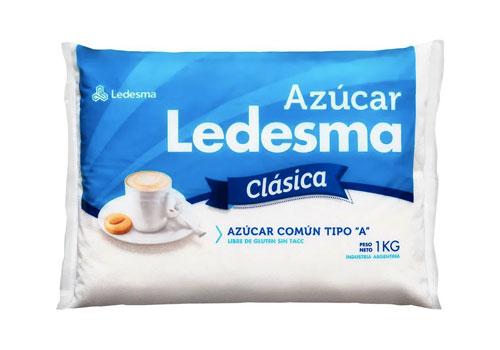 Ledesma
Azúcar
Ledesma
Clásica
AZÚCAR COMÚN TIPO "A"
LIBRE DE GLUTEN SIN TACC
PESO
NETO 1KG
INDUSTRIA ARGENTINA